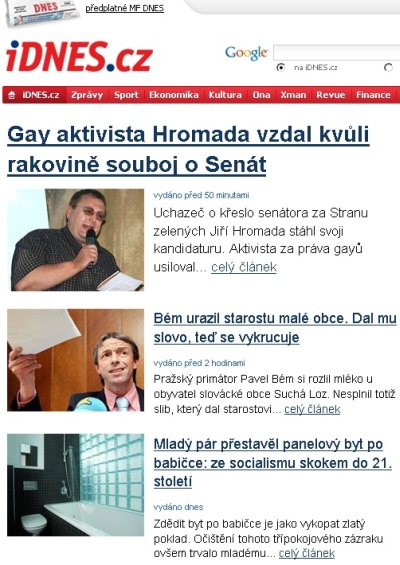 DNES
předplatné MF DNES
iDNES.cz
Google
na iDNES.cz
iDNES.cz Zprávy Sport Ekonomika Kultura Ona Xman Revue Finance
Gay aktivista Hromada vzdal kvůli
rakovině souboj o Senát
vydáno před 50 minutami
Uchazeč o křeslo senátora za Stranu
zelených Jiří Hromada stáhl svoji
kandidaturu. Aktivista za práva gayů
usiloval... celý článek
Bém urazil starostu malé obce. Dal mu
slovo, teď se vykrucuje
vydáno před 2 hodinami
Pražský primátor Pavel Bém si rozlil mléko u
obyvatel slovácké obce Suchá Loz. Nesplnil totiž
slib, který dal starostovi... celý článek
Mladý pár přestavěl panelový byt po
babičce: ze socialismu skokem do 21.
století
vydáno dnes
Zdědit byt po babičce je jako vykopat zlatý
poklad. Očištění tohoto třípokojového zázraku
ovšem trvalo mladému... celý článek